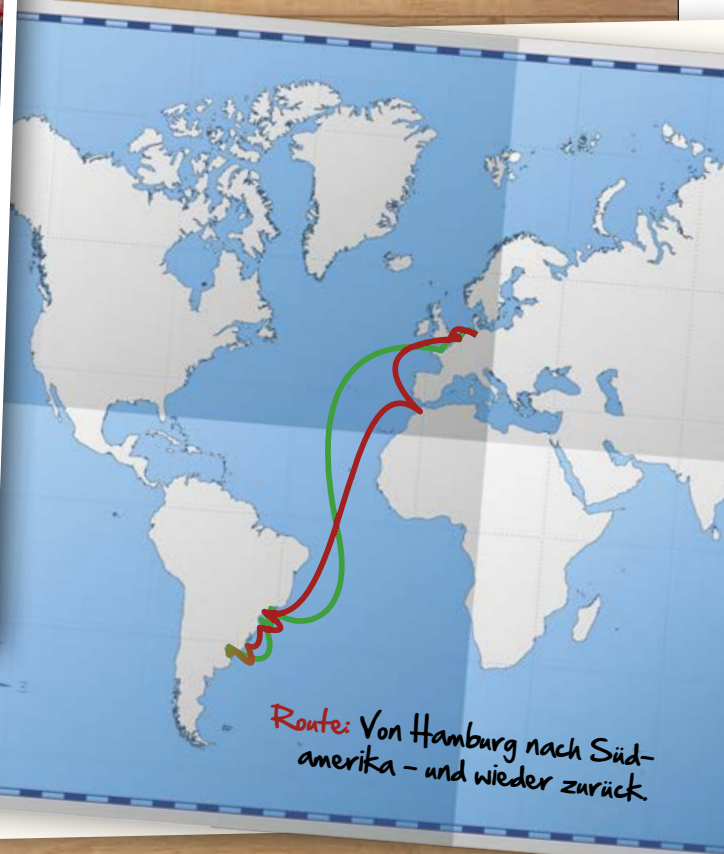 Route: Von Hamburg nach Süd-
amerika – und wieder zurück.